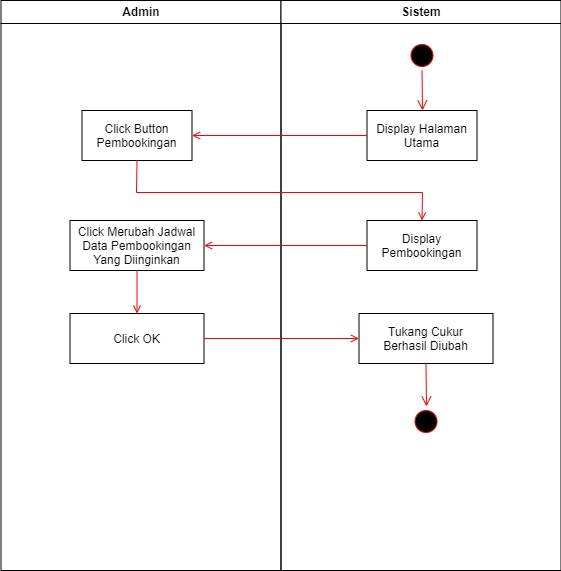 Admin
Sistem
Display Halaman
Utama
Click Button
Pembookingan
Display
Pembookingan
Click Merubah Jadwal
Data Pembookingan
Yang Diinginkan
Click OK
Tukang Cukur
Berhasil Diubah